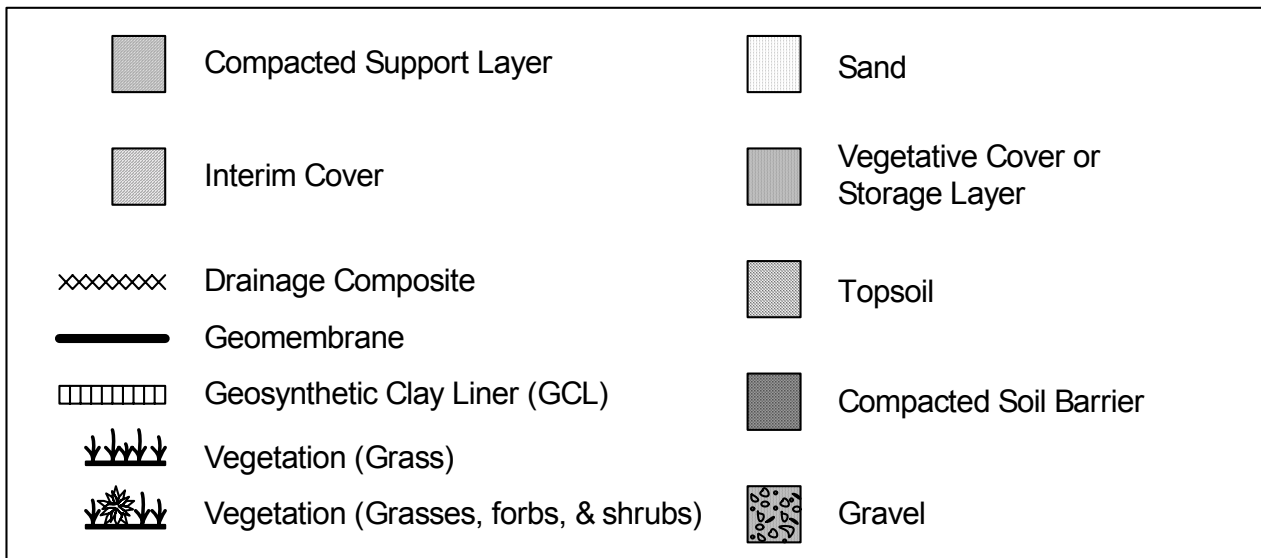 Compacted Support Layer
Interim Cover
Drainage Composite
Geomembrane
Geosynthetic Clay Liner (GCL)
Vegetation (Grass)
Vegetation (Grasses, forbs, & shrubs)
Sand
Vegetative Cover or
Storage Layer
Topsoil
Compacted Soil Barrier
Gravel